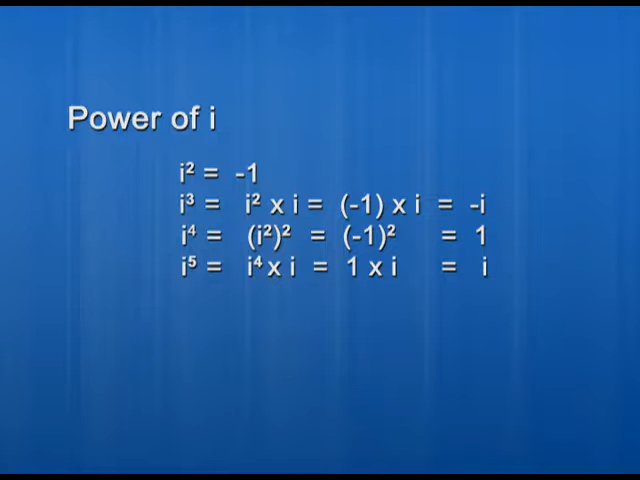 Power of i
i² = -1
i³ = i² x i = (-1) x i = -i
i⁴ = (i²)² = (-1)² = 1
i⁵ = i⁴ x i = 1 x i = i